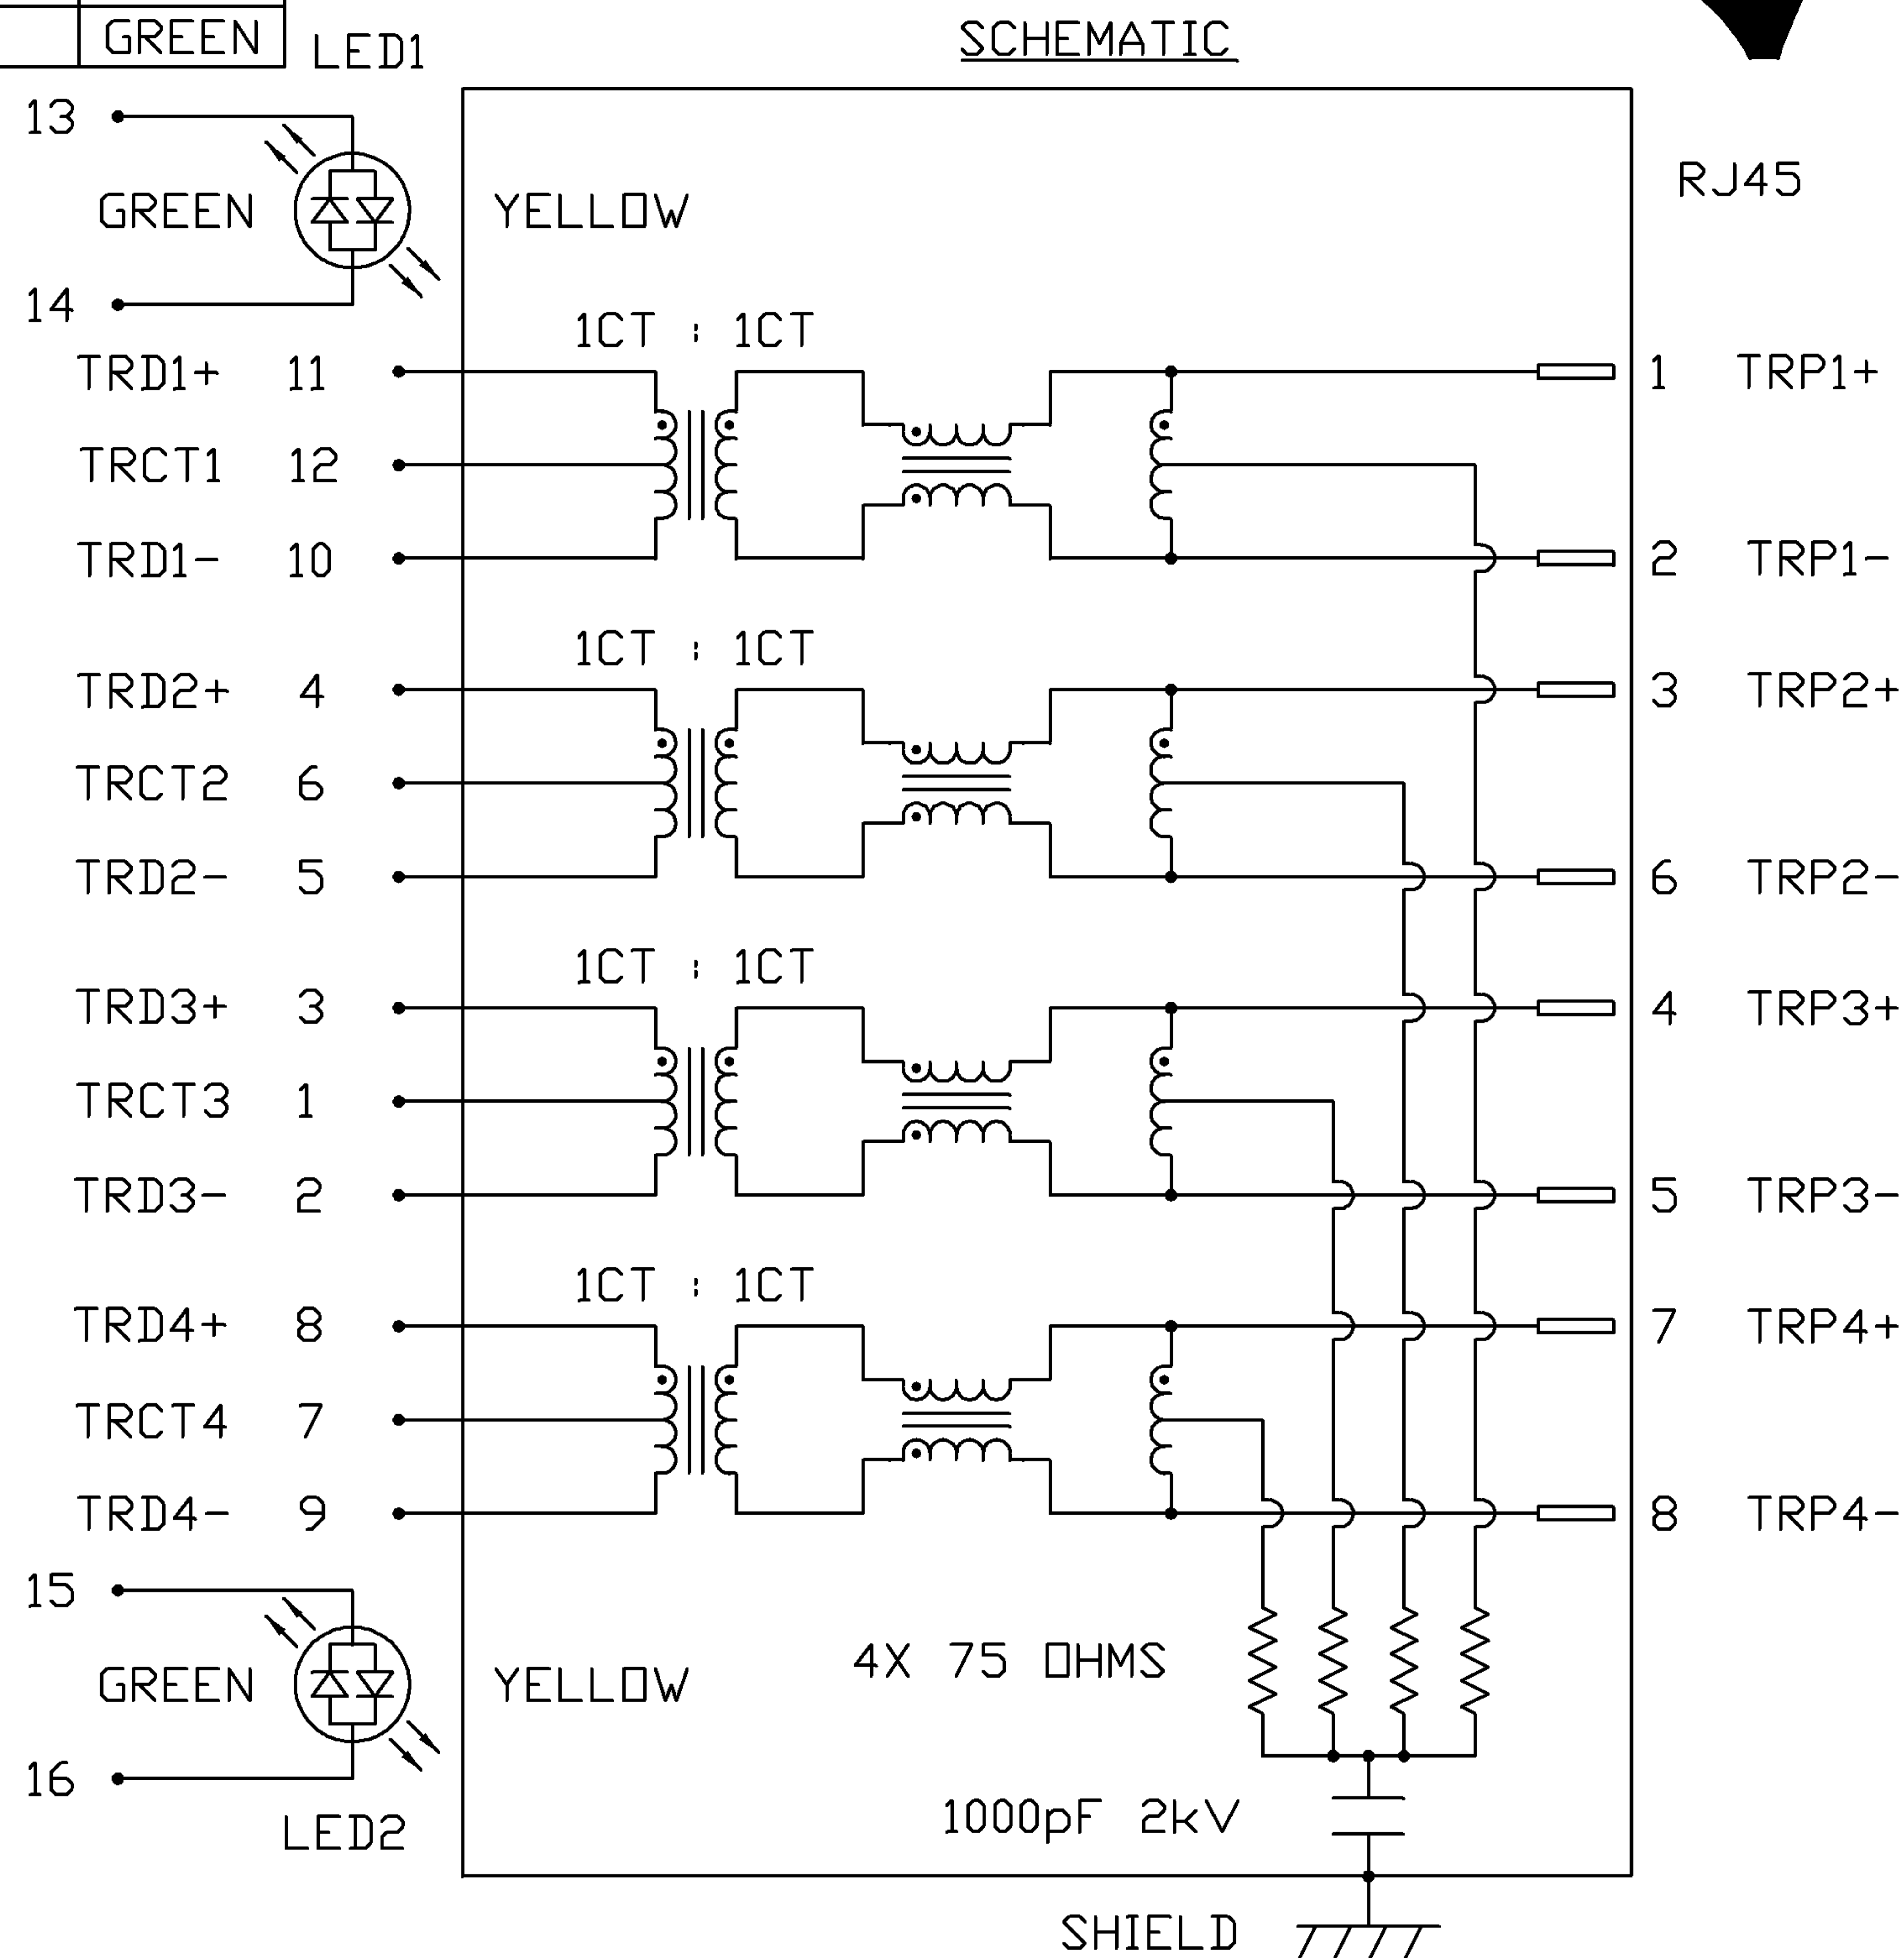 GREEN
LED1
SCHEMATIC
13
RJ45
GREEN
YELLOW
14
1CT : 1CT
TRD1+ 11
1 TRP1+
TRCT1 12
TRD1- 10
2 TRP1-
1CT : 1CT
TRD2+ 4
3 TRP2+
TRCT2 6
TRD2- 5
6 TRP2-
1CT : 1CT
TRD3+ 3
4 TRP3+
TRCT3 1
TRD3- 2
5 TRP3-
1CT : 1CT
TRD4+ 8
7 TRP4+
TRCT4 7
TRD4- 9
8 TRP4-
15
GREEN
YELLOW
4X 75 OHMS
16
1000pF 2kV
LED2
SHIELD